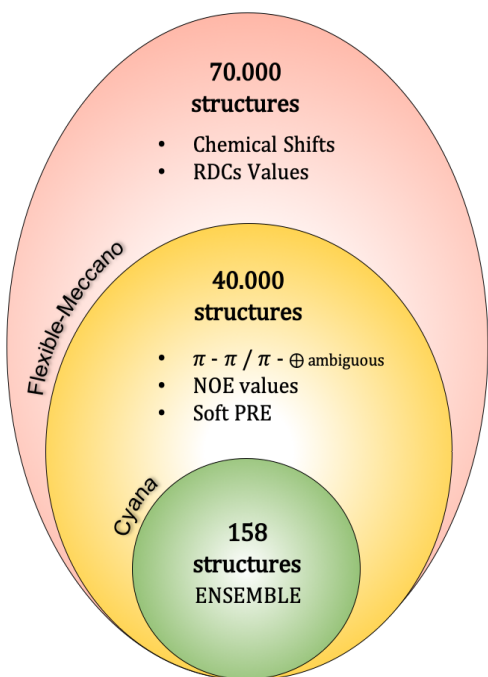 70.000
structures
• Chemical Shifts
• RDCs Values
Flexible-Meccano
40.000
structures
• π - π / π - ⊕ ambiguous
• NOE values
• Soft PRE
Cyana
158
structures
ENSEMBLE